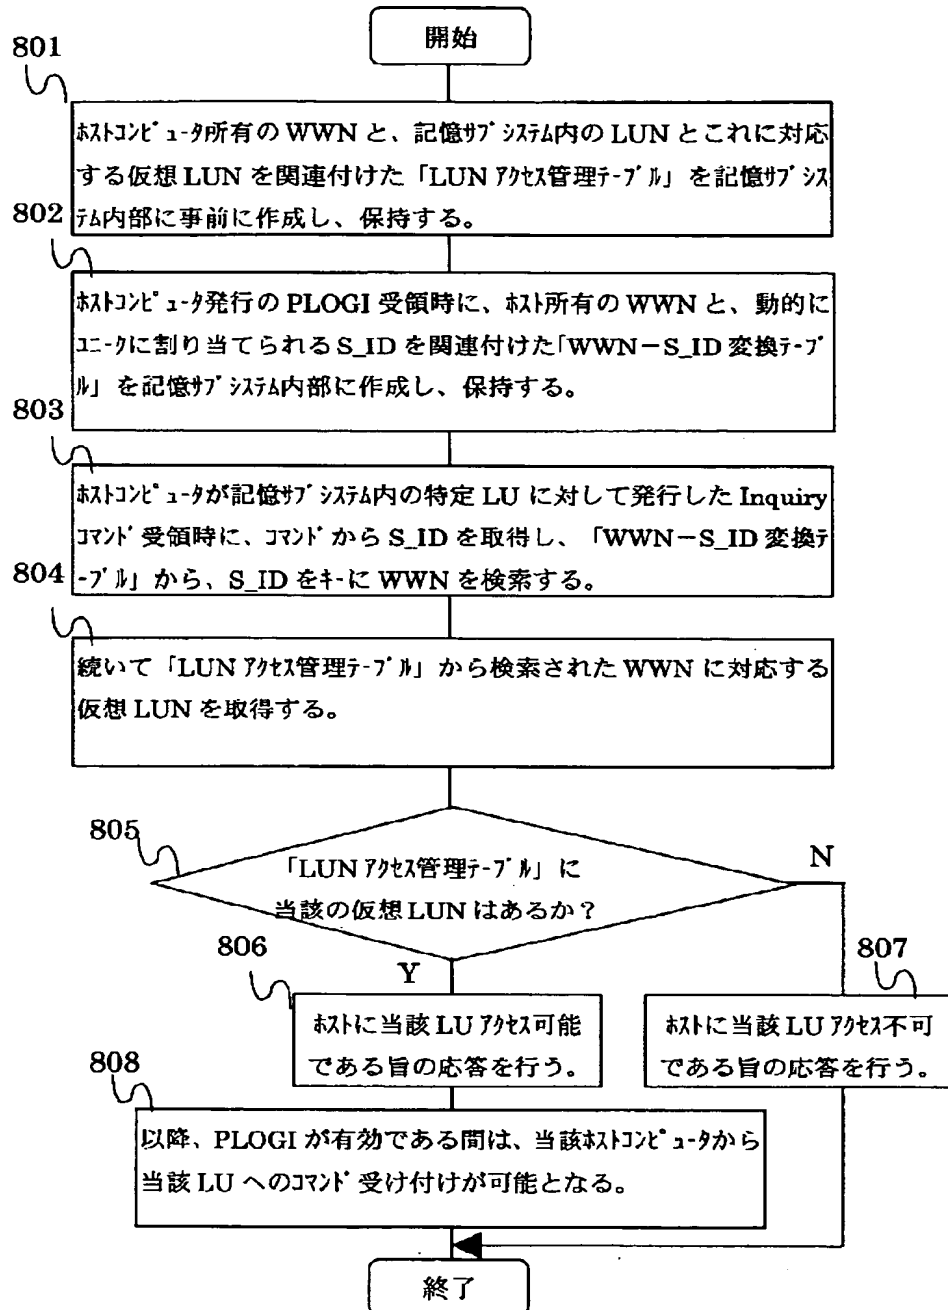 開始
801
ホストコンピュータ所有の WWN と、記憶サブシステム内の LUN とこれに対応
する仮想 LUN を関連付けた「LUN アクセス管理テーブル」を記憶サブシス
テム内部に事前に作成し、保持する。
802
ホストコンピュータ発行の PLOGI 受領時に、ホスト所有の WWN と、動的に
ユニークに割り当てられる S_ID を関連付けた「WWN－S_ID 変換テーブ
ル」を記憶サブシステム内部に作成し、保持する。
803
ホストコンピュータが記憶サブシステム内の特定 LU に対して発行した Inquiry
コマンド受領時に、コマンドから S_ID を取得し、「WWN－S_ID 変換テ
ーブル」から、S_ID をキーに WWN を検索する。
804
続いて「LUN アクセス管理テーブル」から検索された WWN に対応する
仮想 LUN を取得する。
805
「LUN アクセス管理テーブル」に
当該の仮想 LUN はあるか？
N
Y
806
ホストに当該 LU アクセス可能
である旨の応答を行う。
807
ホストに当該 LU アクセス不可
である旨の応答を行う。
808
以降、PLOGI が有効である間は、当該ホストコンピュータから
当該 LU へのコマンド受け付けが可能となる。
終了